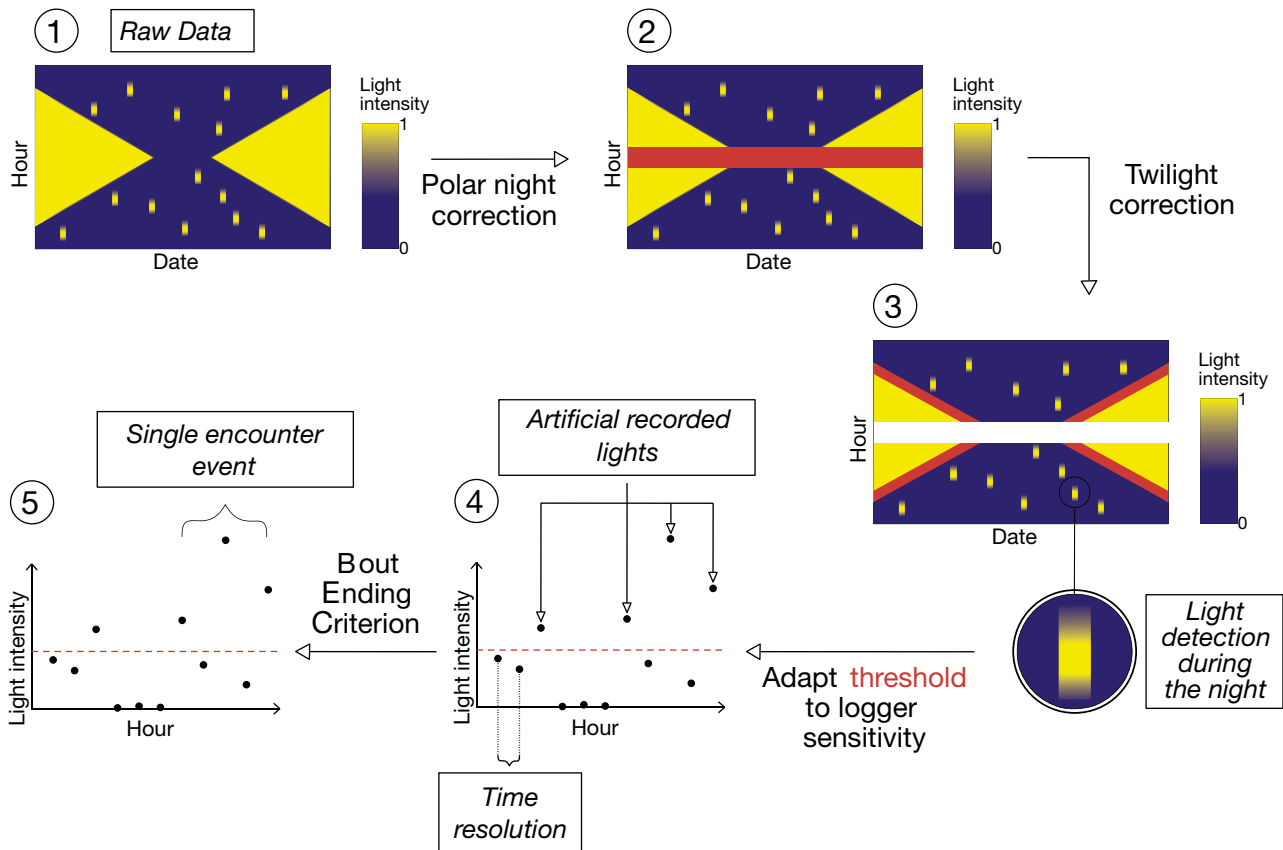 1
Raw Data
Light
intensity
1
0
Hour
Date
Polar night
correction
2
Light
intensity
1
0
Hour
Date
Twilight
correction
3
Light
intensity
1
0
Hour
Date
Light
detection
during
the night
Adapt threshold
to logger
sensitivity
4
Artificial recorded
lights
Light intensity
Hour
Time
resolution
Bout
Ending
Criterion
5
Single encounter
event
Light intensity
Hour